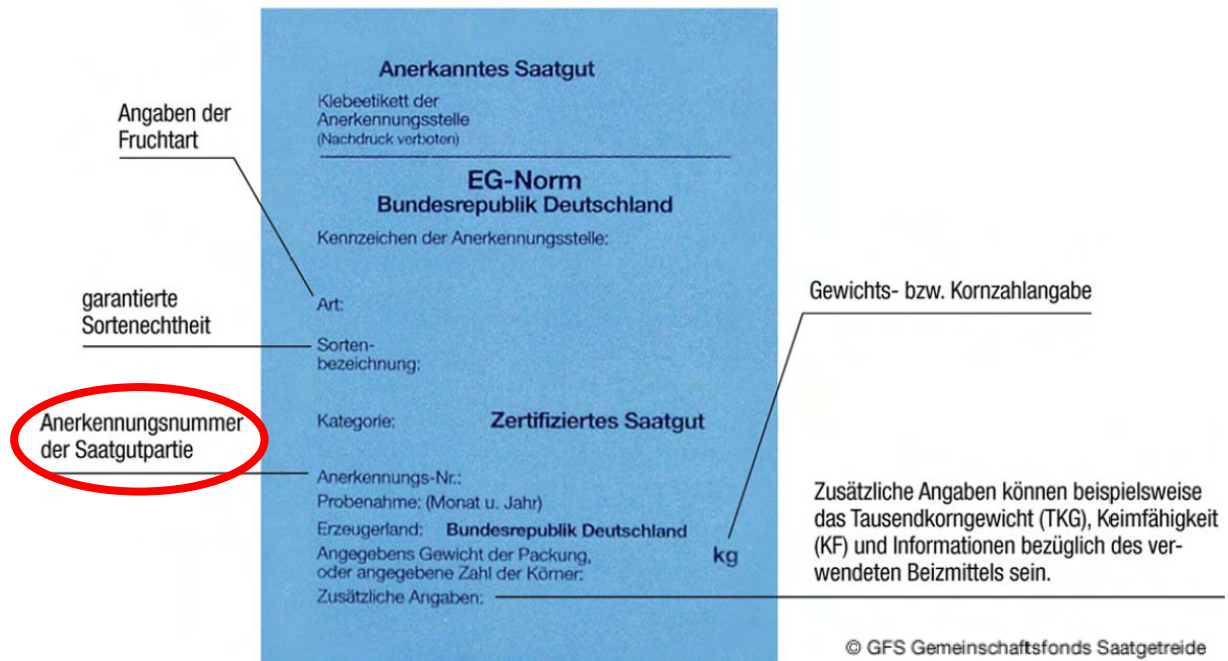 Anerkanntes Saatgut
Klebeetikett der
Anerkennungsstelle
(Nachdruck verboten)
Angaben der
Fruchtart
EG-Norm
Bundesrepublik Deutschland
Kennzeichen der Anerkennungsstelle:
Art:
garantierte
Sortenechtheit
Gewichts- bzw. Kornzahlangabe
Sorten-
bezeichnung:
Anerkennungsnummer
der Saatgutpartie
Kategorie: Zertifiziertes Saatgut
Anerkennungs-Nr.:
Probenahme: (Monat u. Jahr)
Erzeugerland: Bundesrepublik Deutschland
Angegebens Gewicht der Packung, kg
oder angegebene Zahl der Körner:
Zusätzliche Angaben:
Zusätzliche Angaben können beispielsweise
das Tausendkorngewicht (TKG), Keimfähigkeit
(KF) und Informationen bezüglich des ver-
wendeten Beizmittels sein.
© GFS Gemeinschaftsfonds Saatgetreide